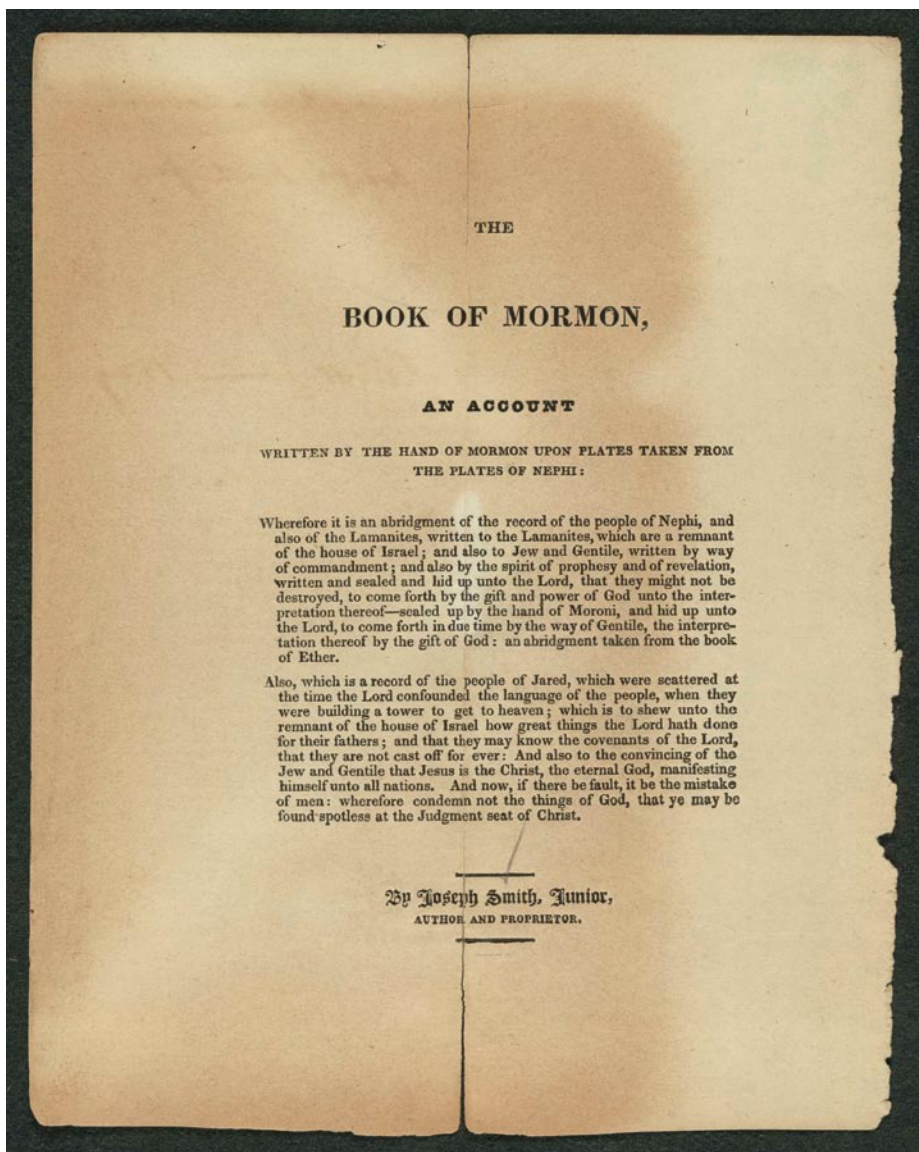 THE
BOOK OF MORMON,
AN ACCOUNT
WRITTEN BY THE HAND OF MORMON UPON PLATES TAKEN FROM
THE PLATES OF NEPHI:
Wherefore it is an abridgment of the record of the people of Nephi, and
also of the Lamanites, written to the Lamanites, which are a remnant
of the house of Israel; and also to Jew and Gentile, written by way
of commandment; and also by the spirit of prophesy and of revelation,
written and sealed and hid up unto the Lord, that they might not be
destroyed, to come forth by the gift and power of God unto the inter-
pretation thereof—sealed up by the hand of Moroni, and hid up unto
the Lord, to come forth in due time by the way of Gentile, the interpre-
tation thereof by the gift of God: an abridgment taken from the book
of Ether.
Also, which is a record of the people of Jared, which were scattered at
the time the Lord confounded the language of the people, when they
were building a tower to get to heaven; which is to shew unto the
remnant of the house of Israel how great things the Lord hath done
for their fathers; and that they may know the covenants of the Lord,
that they are not cast off for ever: And also to the convincing of the
Jew and Gentile that Jesus is the Christ, the eternal God, manifesting
himself unto all nations. And now, if there be fault, it be the mistake
of men: wherefore condemn not the things of God, that ye may be
found spotless at the Judgment seat of Christ.
By Joseph Smith, Junior,
AUTHOR AND PROPRIETOR.